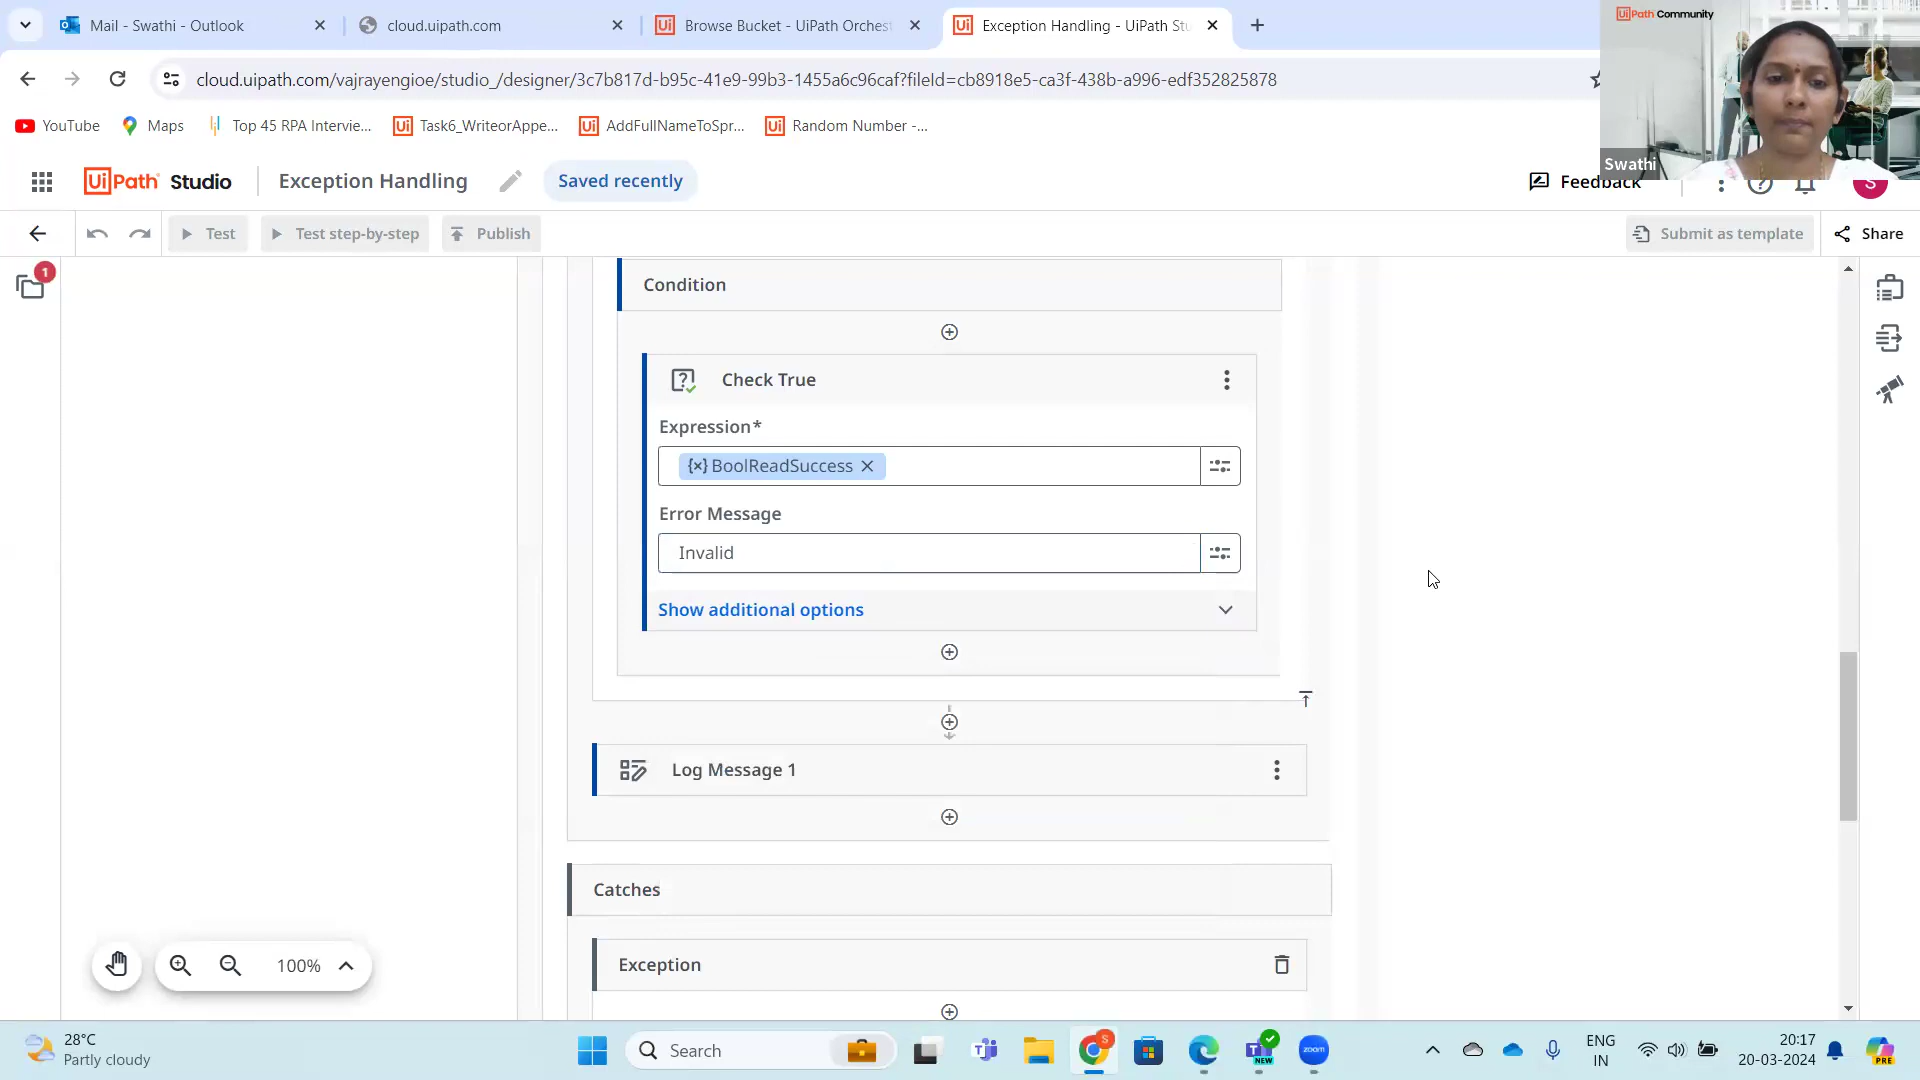 Mail - Swathi - Outlook
cloud.uipath.com
Browse Bucket - UiPath Orchest
Exception Handling - UiPath Stu
UiPath Community
cloud.uipath.com/vajrayengioe/studio_/designer/3c7b817d-b95c-41e9-99b3-1455a6c96caf?fileId=cb8918e5-ca3f-438b-a996-edf352825878
YouTube
Maps
Top 45 RPA Intervie...
Task6_WriteorAppe...
AddFullNameToSpr...
Random Number -...
Swathi
UiPath Studio
Exception Handling
Saved recently
Feedback
S
Test
Test step-by-step
Publish
Submit as template
Share
1
Condition
Check True
Expression*
{x} BoolReadSuccess
Error Message
Invalid
Show additional options
Log Message 1
Catches
Exception
100%
28°C
Partly cloudy
Search
S
NEW
zoom
ENG
IN
20:17
20-03-2024
PRE